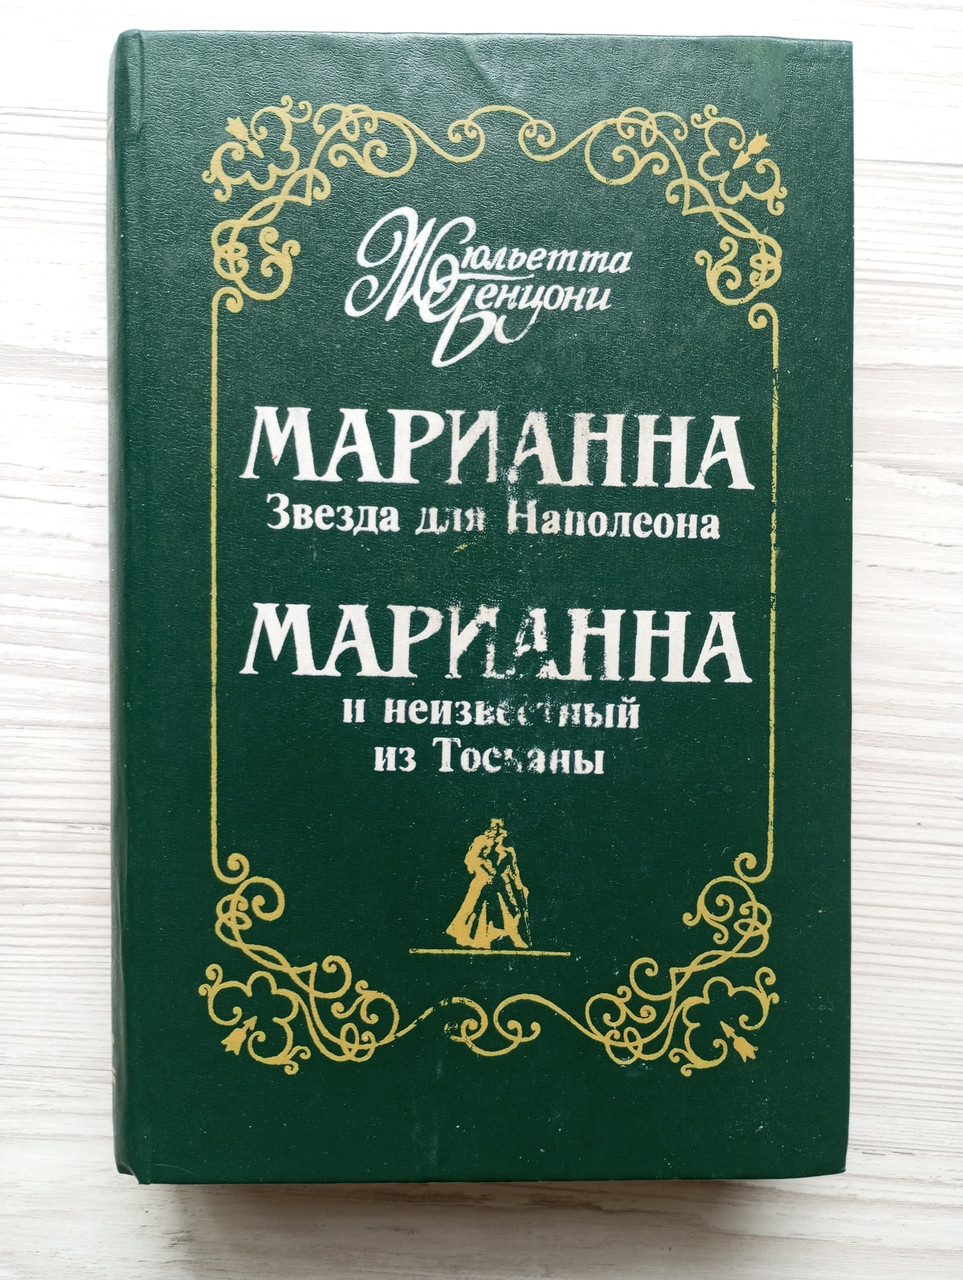 Жюльетта
Бенцони
МАРИАННА
Звезда для Наполеона
МАРИАННА
и неизвестный
из Тосканы